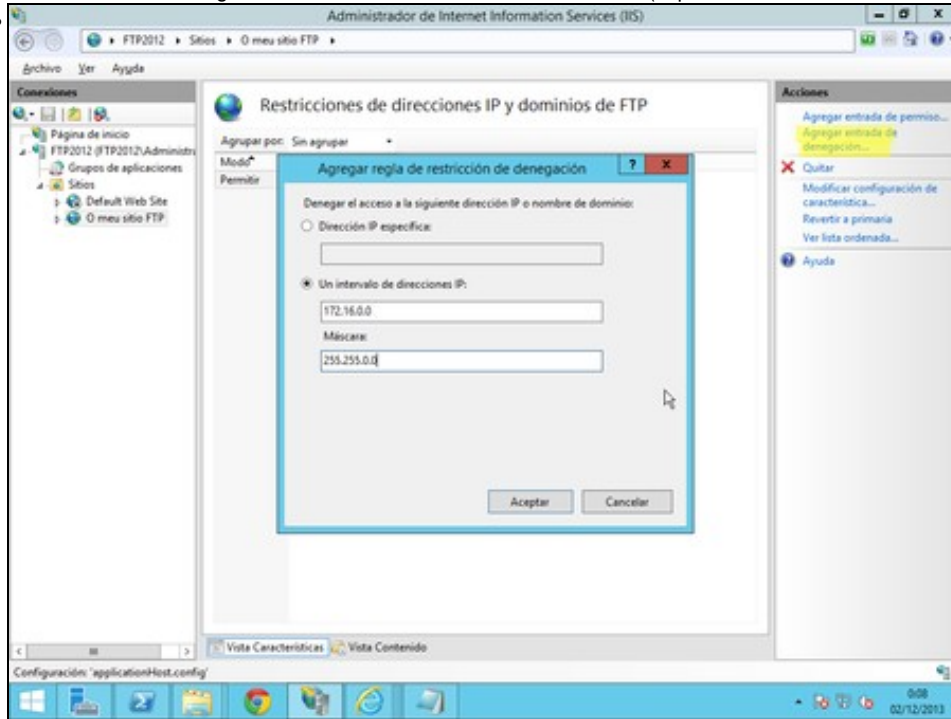 Administrador de Internet Information Services (IIS)
FTP2012 Sitios O meu sitio FTP
Archivo Ver Ayuda
Conexiones
Página de inicio
FTP2012 (FTP2012\Administr
Grupos de aplicaciones
Sitios
Default Web Site
O meu sitio FTP
Restricciones de direcciones IP y dominios de FTP
Agrupar por: Sin agrupar
Modo
Permitir
Agregar regla de restricción de denegación
Denegar el acceso a la siguiente dirección IP o nombre de dominio:
Dirección IP específica:
Un intervalo de direcciones IP:
172.16.0.0
Máscara:
255.255.0.0
Aceptar Cancelar
Acciones
Agregar entrada de permiso...
Agregar entrada de
denegación...
Quitar
Modificar configuración de
característica...
Revertir a primaria
Ver lista ordenada...
Ayuda
Vista Características Vista Contenido
Configuración: 'applicationHost.config'
0:08
02/12/2013